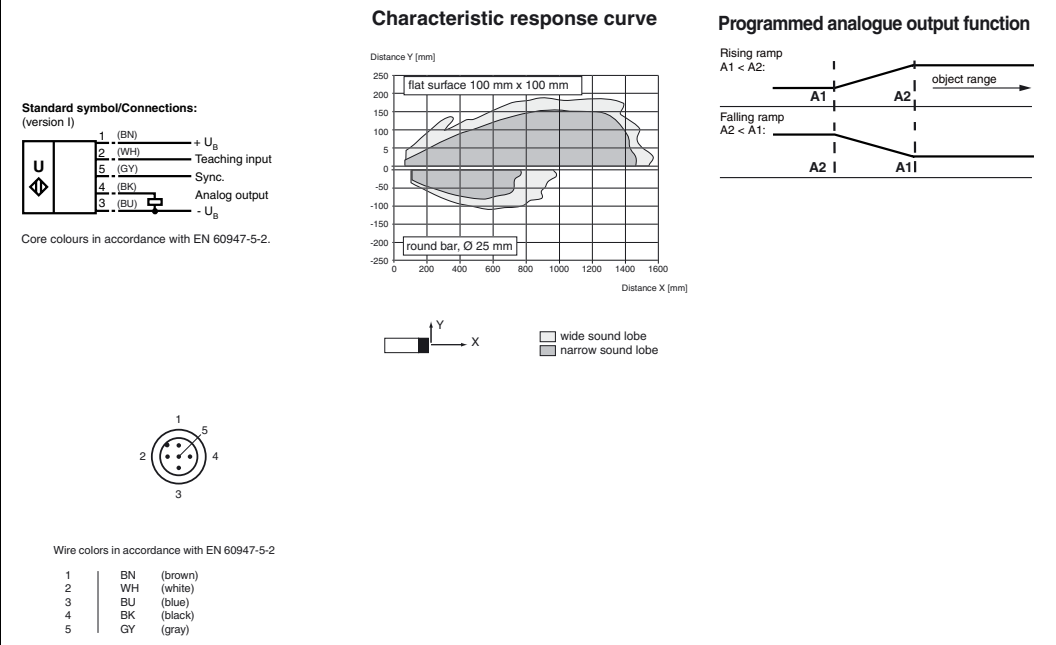 Characteristic response curve
Programmed analogue output function
Standard symbol/Connections:
(version I)
U
1 (BN) + UB
2 (WH) Teaching input
5 (GY) Sync.
4 (BK) Analog output
3 (BU) - UB
Core colours in accordance with EN 60947-5-2.
Distance Y [mm]
250
200
150
100
5
0
-50
-100
-150
-200
-250
flat surface 100 mm x 100 mm
round bar, Ø 25 mm
0 200 400 600 800 1000 1200 1400 1600
Distance X [mm]
Y
X
wide sound lobe
narrow sound lobe
Rising ramp
A1 < A2:
object range
A1 A2
Falling ramp
A2 < A1:
A2 A1
1
5
2 4
3
Wire colors in accordance with EN 60947-5-2
1 BN (brown)
2 WH (white)
3 BU (blue)
4 BK (black)
5 GY (gray)